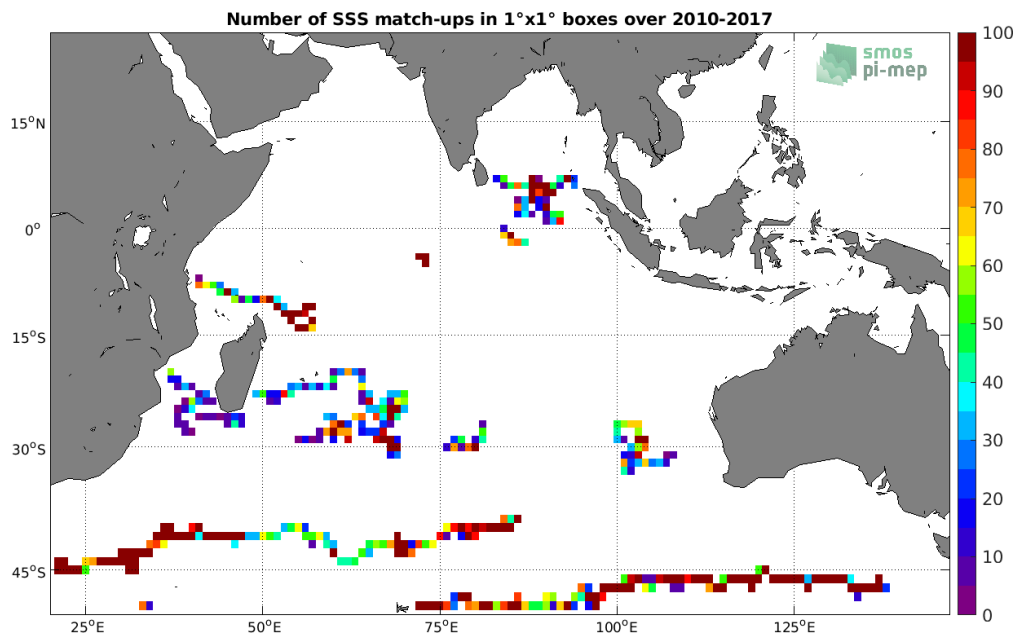 Number of SSS match-ups in 1°x1° boxes over 2010-2017
smos
pi-mep
15°N
0°
15°S
30°S
45°S
25°E
50°E
75°E
100°E
125°E
100
90
80
70
60
50
40
30
20
10
0